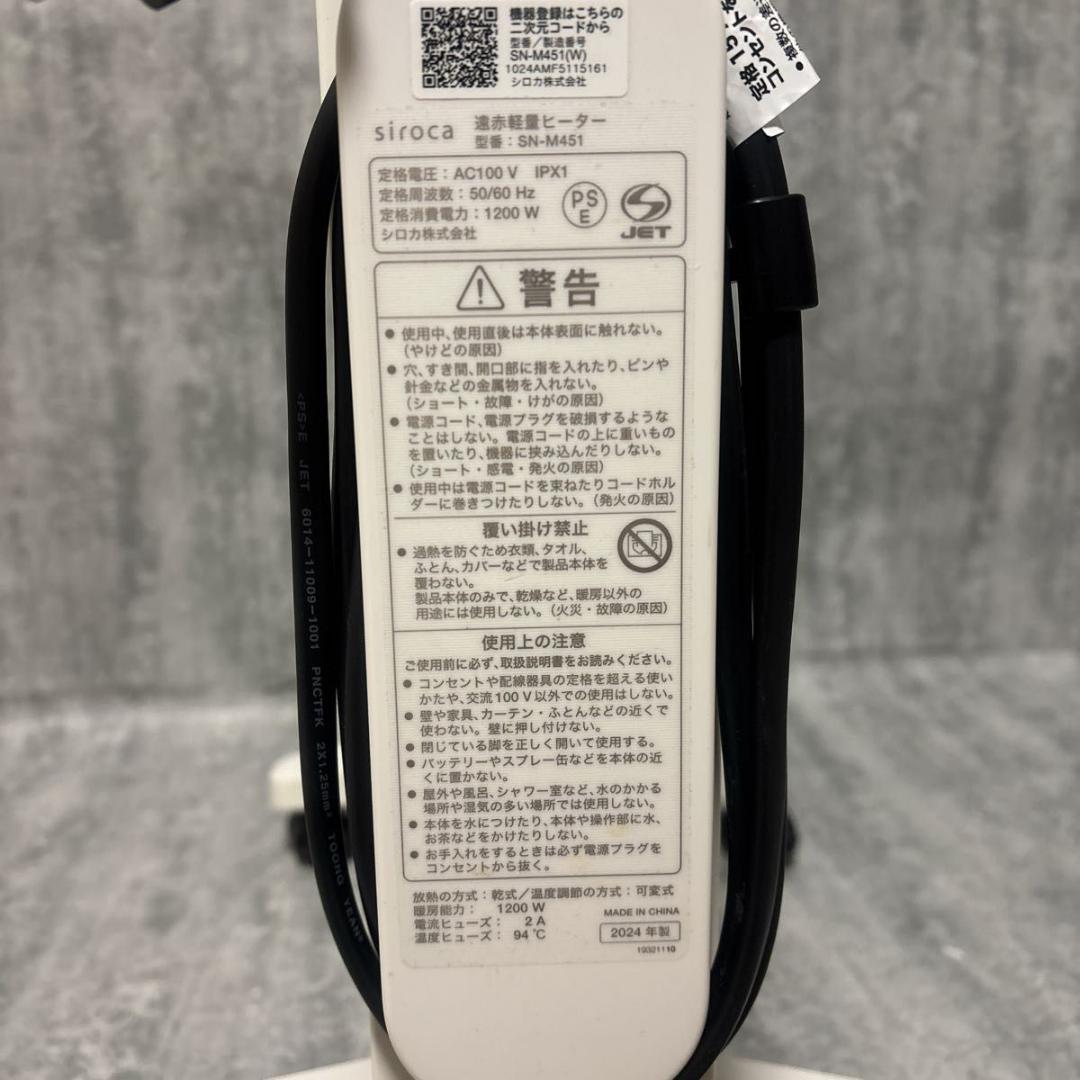 機器登録はこちらの
二次元コードから
型番／製造番号
SN-M451(W)
1024AMF5115161
シロカ株式会社
定格15
コンセント
siroca 遠赤軽量ヒーター
型番：SN-M451
定格電圧：AC100 V IPX1
定格周波数：50/60 Hz
定格消費電力：1200 W
シロカ株式会社
PS
E
JET
警告
● 使用中、使用直後は本体表面に触れない。
（やけどの原因）
● 穴、すき間、開口部に指を入れたり、ピンや
針金などの金属物を入れない。
（ショート・故障・けがの原因）
● 電源コード、電源プラグを破損するような
ことはしない。電源コードの上に重いもの
を置いたり、機器に挟み込んだりしない。
（ショート・感電・発火の原因）
● 使用中は電源コードを束ねたりコードホル
ダーに巻きつけたりしない。（発火の原因）
覆い掛け禁止
● 過熱を防ぐため衣類、タオル、
ふとん、カバーなどで製品本体を
覆わない。
製品本体のみで、乾燥など、暖房以外の
用途には使用しない。（火災・故障の原因）
使用上の注意
ご使用前に必ず、取扱説明書をお読みください。
● コンセントや配線器具の定格を超える使い
かたや、交流100 V以外での使用はしない。
● 壁や家具、カーテン・ふとんなどの近くで
使わない。壁に押し付けない。
● 閉じている脚を正しく開いて使用する。
● バッテリーやスプレー缶などを本体の近
くに置かない。
● 屋外や風呂、シャワー室など、水のかかる
場所や湿気の多い場所では使用しない。
● 本体を水につけたり、本体や操作部に水、
お茶などをかけたりしない。
● お手入れをするときは必ず電源プラグを
コンセントから抜く。
放熱の方式：乾式／温度調節の方式：可変式
暖房能力： 1200 W
電流ヒューズ： 2 A
温度ヒューズ： 94 ℃
MADE IN CHINA
2024 年製
19321110
<PS>E JET 6014-11009-1001 PNCTFK 2X1.25mm² TOONG YEAN